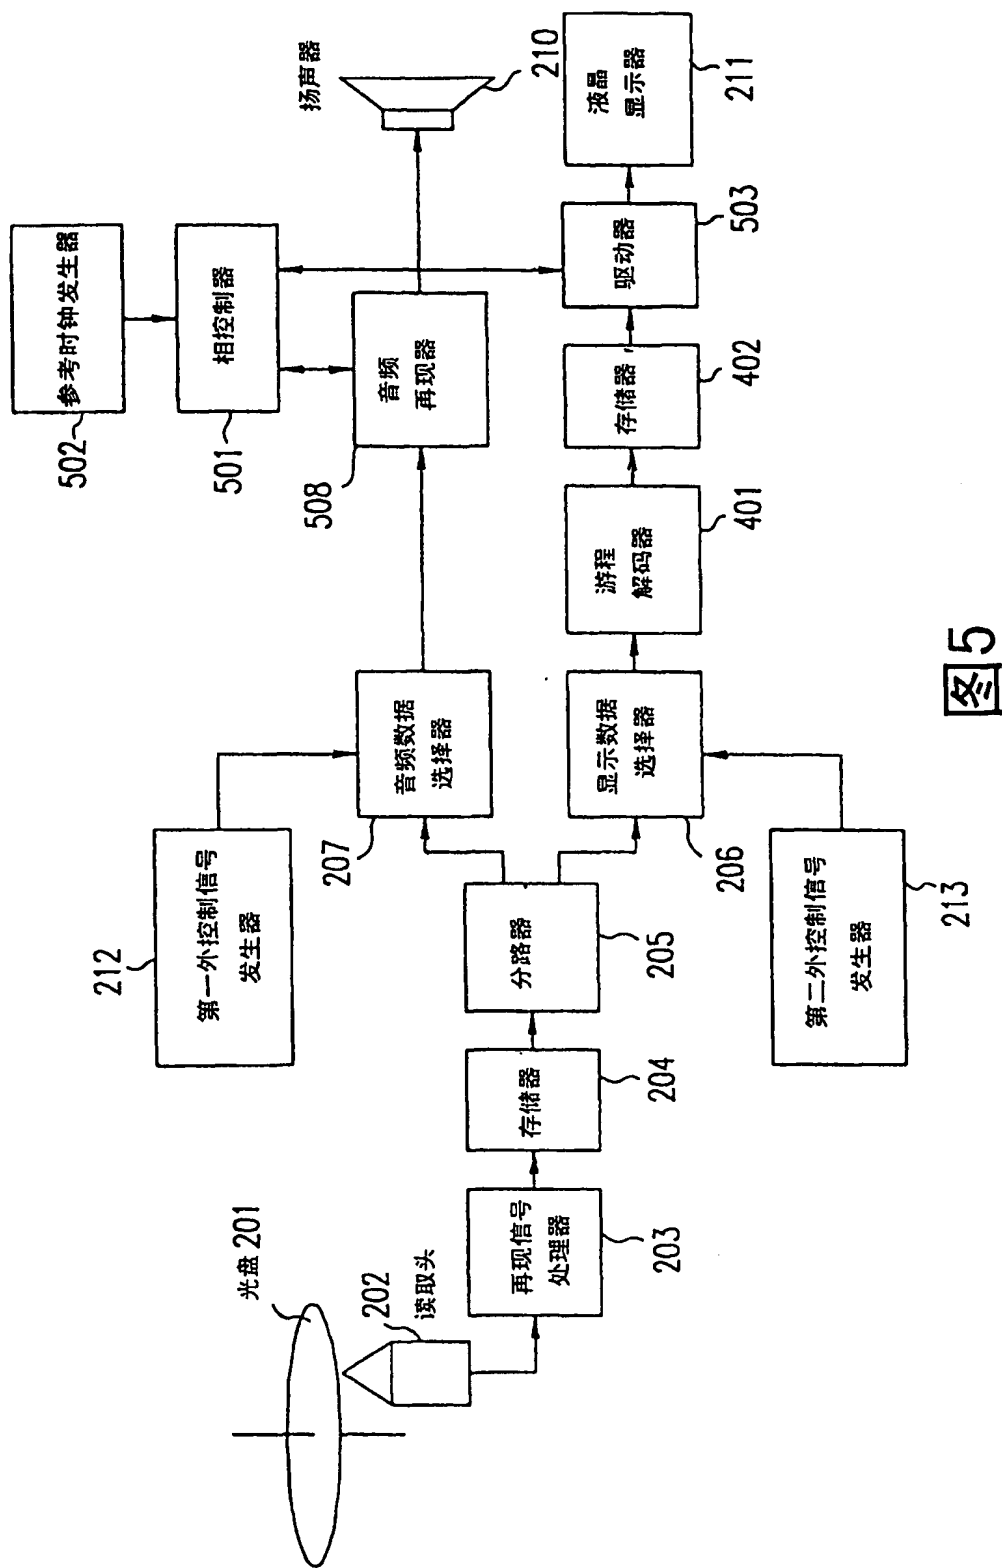 光盘 201
202
读取头
再现信号
处理器
203
存储器
204
分路器
205
第一外控制信号
发生器
212
音频数据
选择器
207
显示数据
选择器
206
第二外控制信号
发生器
213
参考时钟发生器
502
相控制器
501
音频
再现器
508
游程
解码器
401
存储器
402
驱动器
503
扬声器
210
液晶
显示器
211
图5